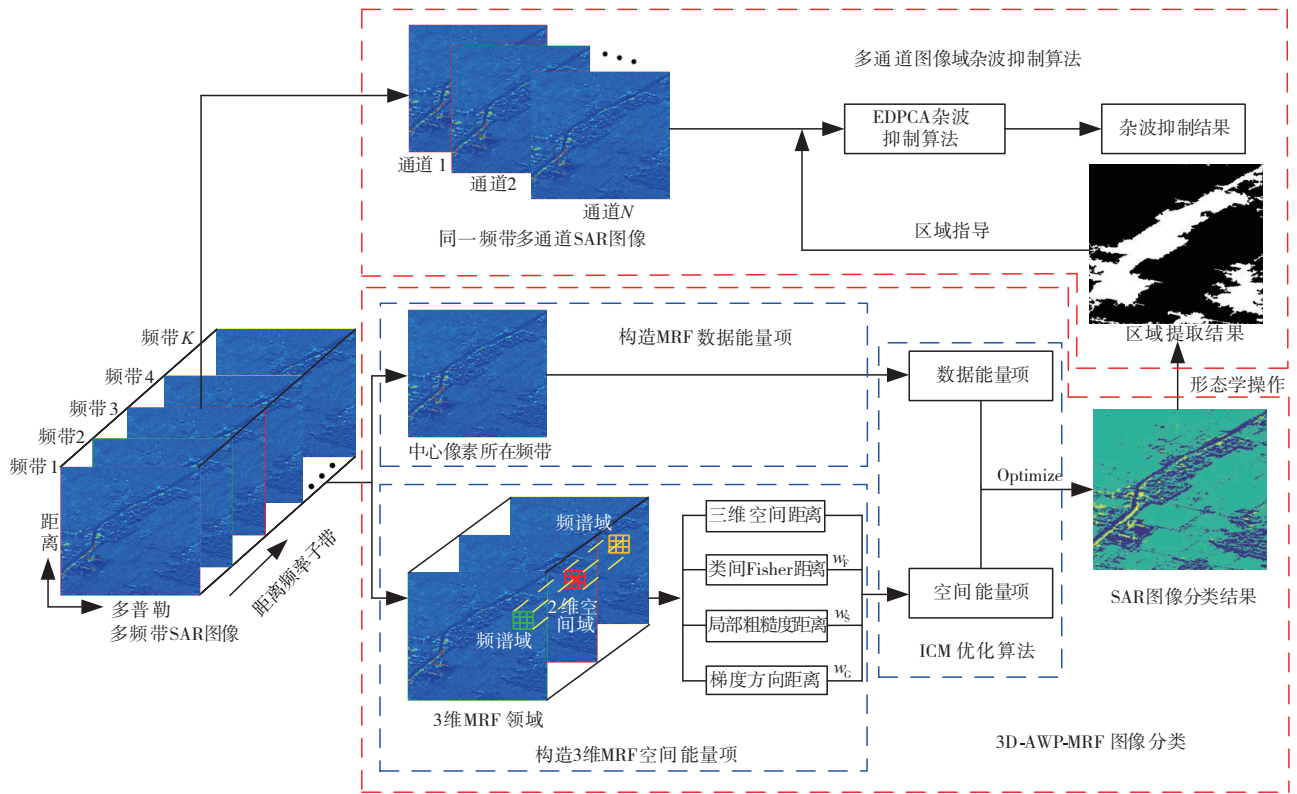 多通道图像域杂波抑制算法
EDPCA杂波
抑制算法
杂波抑制结果
通道1
通道2
通道N
同一频带多通道SAR图像
区域指导
区域提取结果
形态学操作
频带K
频带4
频带3
频带2
频带1
距离
多普勒
多频带SAR图像
距离频率子带
构造MRF数据能量项
中心像素所在频带
数据能量项
Optimize
空间能量项
ICM优化算法
SAR图像分类结果
频谱域
2维空
间域
频谱域
3维MRF领域
三维空间距离
类间Fisher距离
wF
局部粗糙度距离
wS
梯度方向距离
wG
构造3维MRF空间能量项
3D-AWP-MRF图像分类